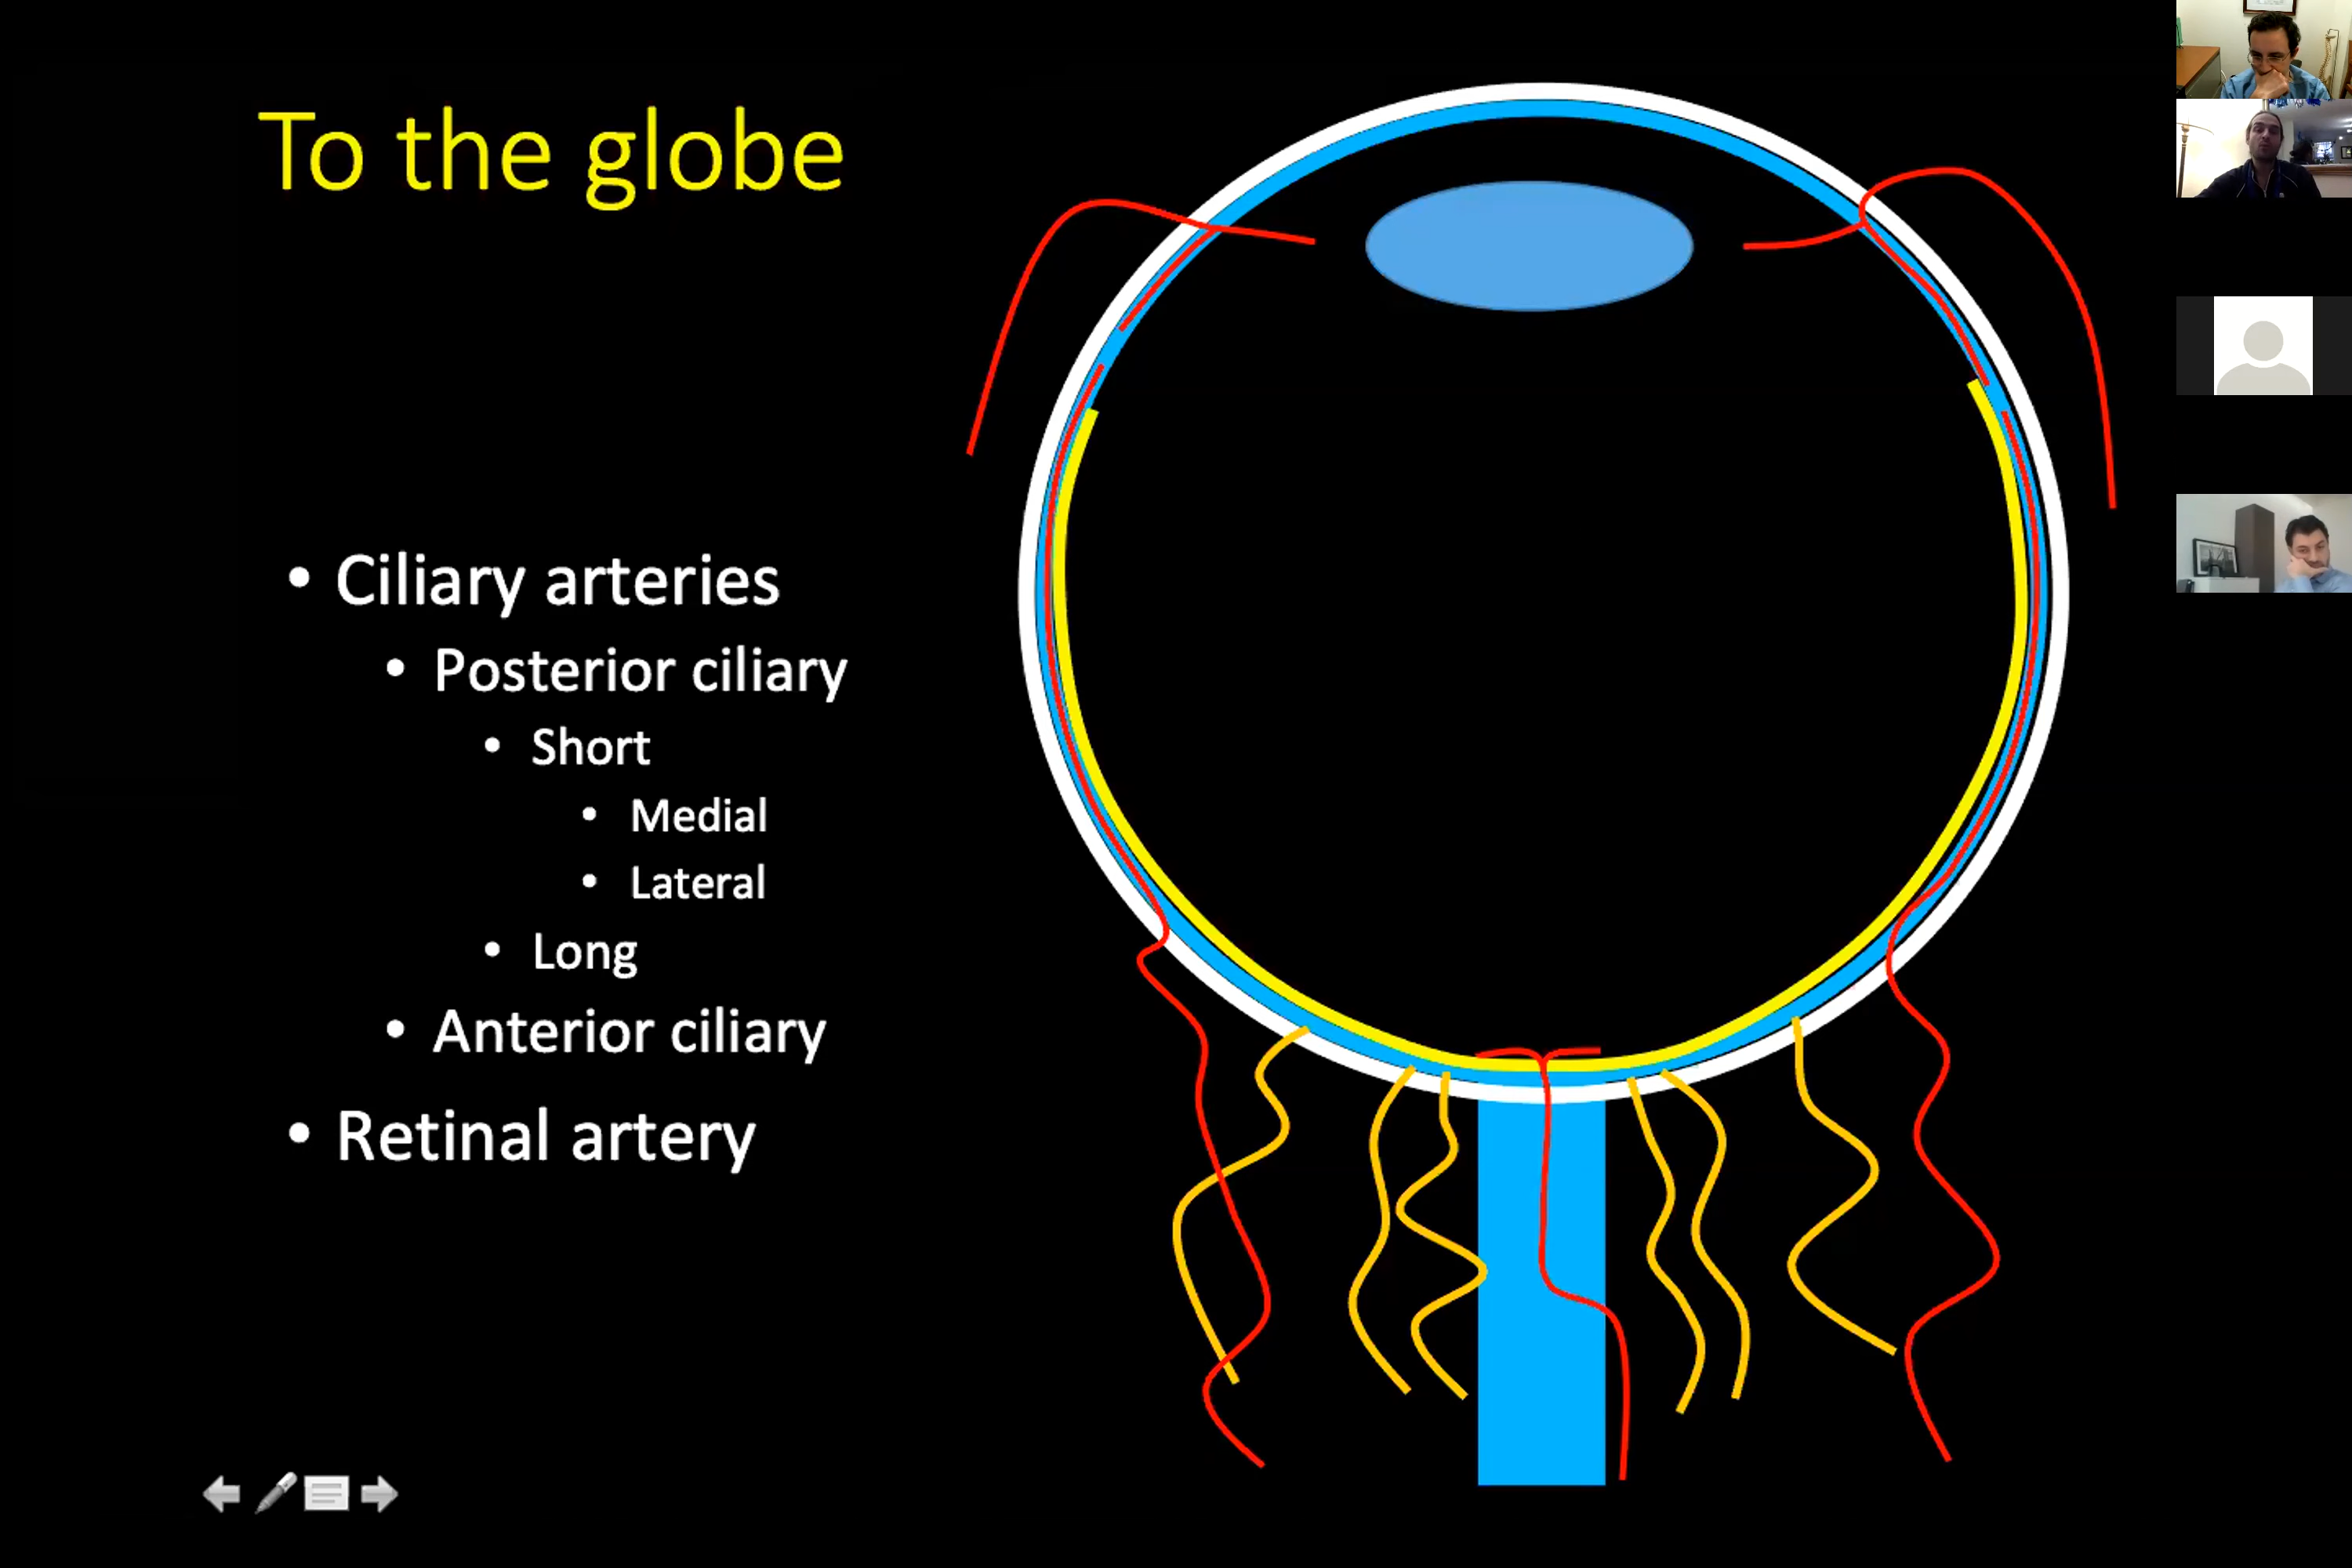 To the globe
• Ciliary arteries
• Posterior ciliary
• Short
• Medial
• Lateral
• Long
• Anterior ciliary
• Retinal artery